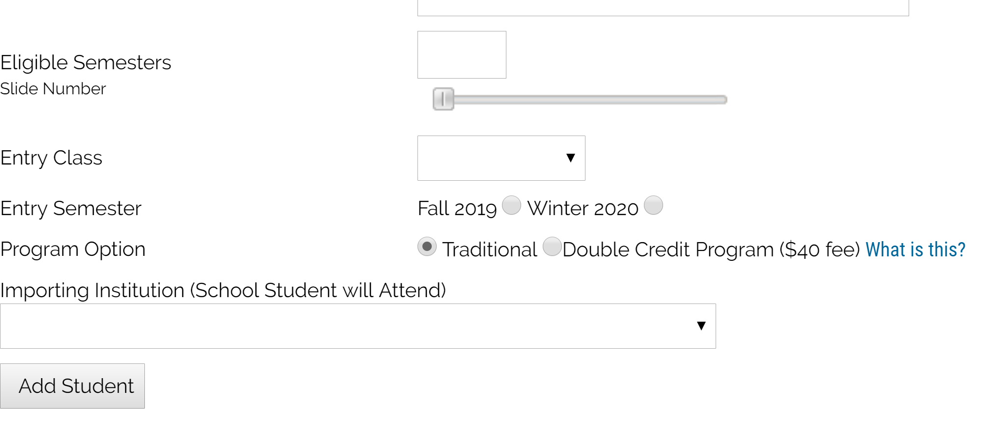 Eligible Semesters
Slide Number
Entry Class
Entry Semester Fall 2019 Winter 2020
Program Option Traditional Double Credit Program ($40 fee) What is this?
Importing Institution (School Student will Attend)
Add Student